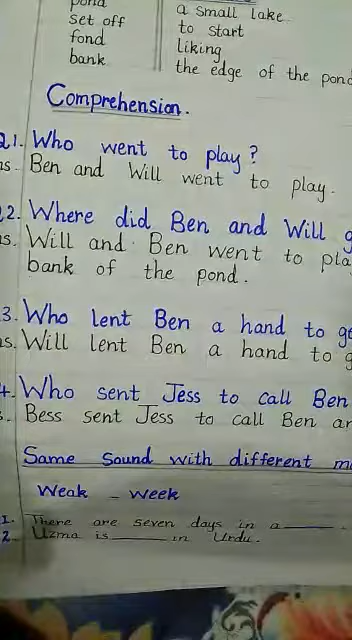 pond a small lake
set off to start
fond liking
bank the edge of the pond
Comprehension.
Q1. Who went to play?
Ans. Ben and Will went to play.
2. Where did Ben and Will g
s. Will and Ben went to pla
bank of the pond.
3. Who lent Ben a hand to ge
s. Will lent Ben a hand to g
4. Who sent Jess to call Ben
s. Bess sent Jess to call Ben an
Same Sound with different m
Weak - Week
1. There are seven days in a ______.
2. Uzma is ______ in Urdu.